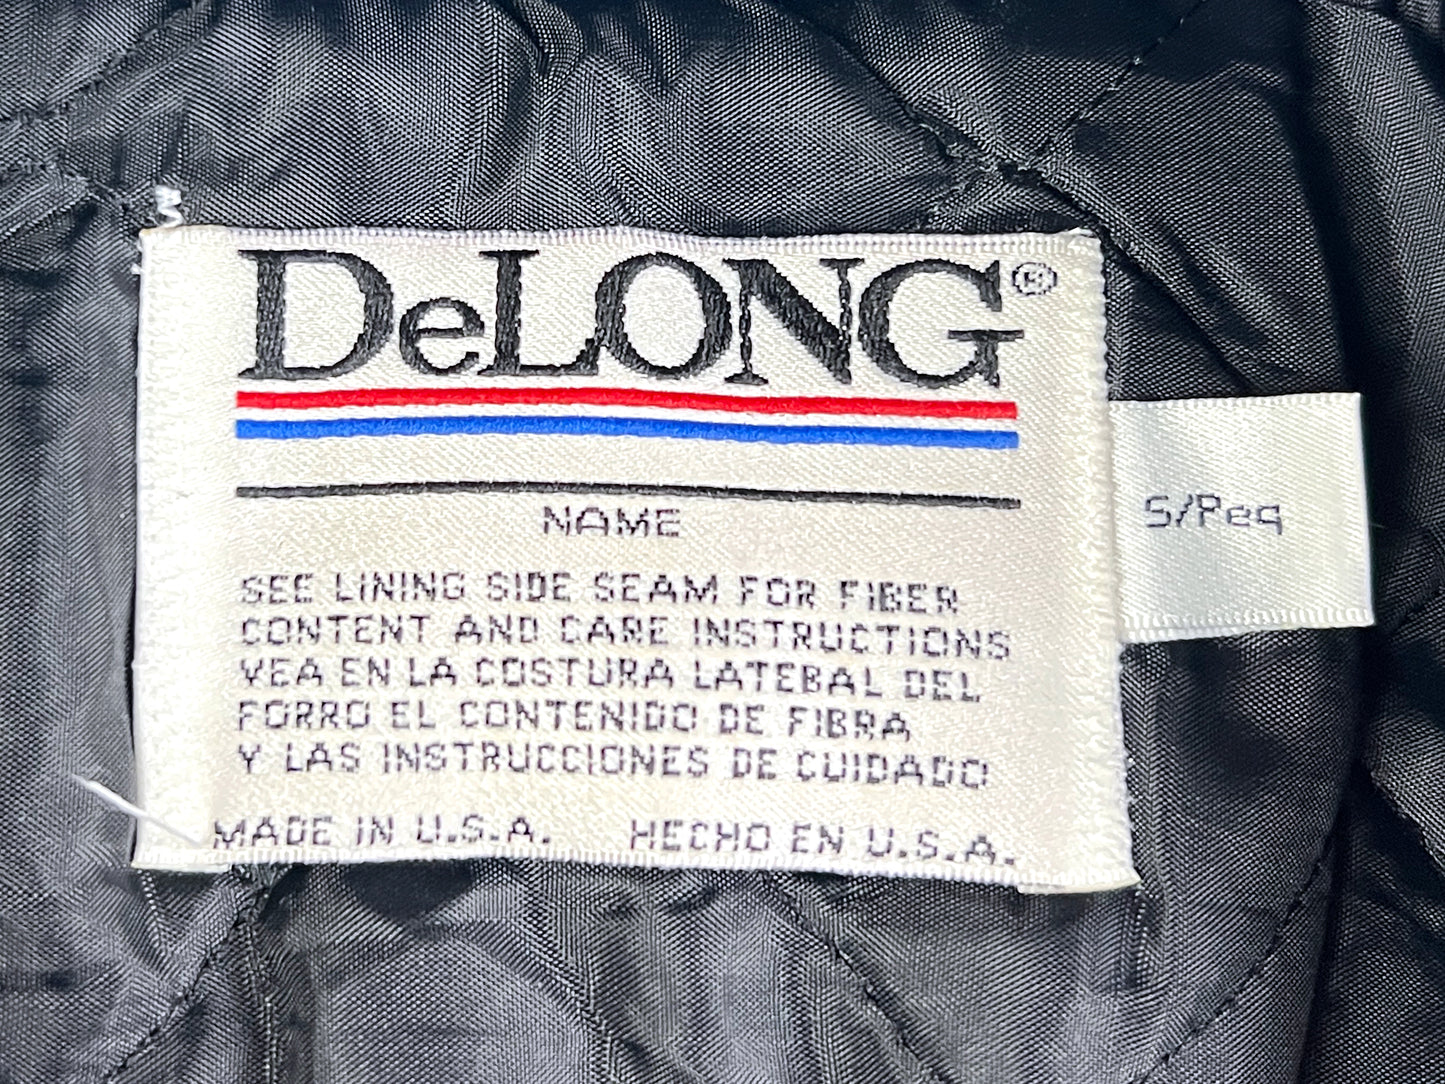 DeLONG®
NAME
S/Peq
SEE LINING SIDE SEAM FOR FIBER
CONTENT AND CARE INSTRUCTIONS
VEA EN LA COSTURA LATEBAL DEL
FORRO EL CONTENIDO DE FIBRA
Y LAS INSTRUCCIONES DE CUIDADO
MADE IN U.S.A. HECHO EN U.S.A.